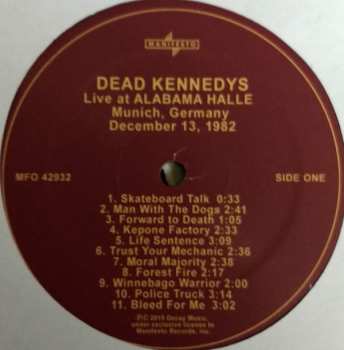 MANIFESTO
DEAD KENNEDYS
Live at ALABAMA HALLE
Munich, Germany
December 13, 1982
MFO 42932
SIDE ONE
1. Skateboard Talk 0:33
2. Man With The Dogs 2:41
3. Forward to Death 1:05
4. Kepone Factory 2:33
5. Life Sentence 3:09
6. Trust Your Mechanic 2:36
7. Moral Majority 2:38
8. Forest Fire 2:17
9. Winnebago Warrior 2:00
10. Police Truck 3:14
11. Bleed For Me 3:02
P/C 2019 Decay Music,
under exclusive license to
Manifesto Records, Inc.